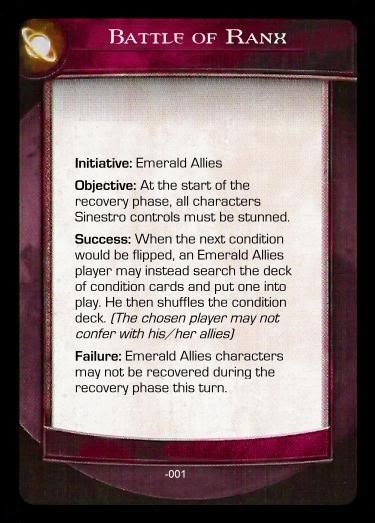 Battle of Ranx
Initiative: Emerald Allies
Objective: At the start of the
recovery phase, all characters
Sinestro controls must be stunned.
Success: When the next condition
would be flipped, an Emerald Allies
player may instead search the deck
of condition cards and put one into
play. He then shuffles the condition
deck. (The chosen player may not
confer with his/her allies)
Failure: Emerald Allies characters
may not be recovered during the
recovery phase this turn.
-001